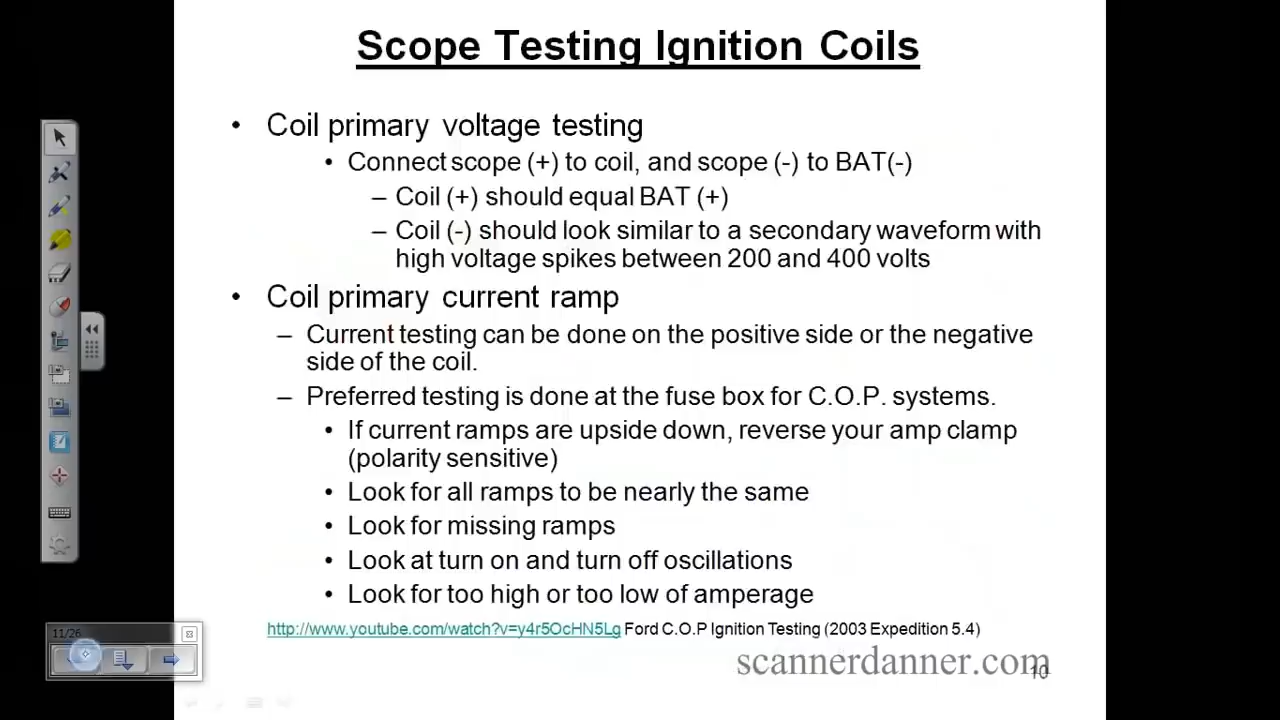 Scope Testing Ignition Coils
• Coil primary voltage testing
• Connect scope (+) to coil, and scope (-) to BAT(-)
– Coil (+) should equal BAT (+)
– Coil (-) should look similar to a secondary waveform with
high voltage spikes between 200 and 400 volts
• Coil primary current ramp
– Current testing can be done on the positive side or the negative
side of the coil.
– Preferred testing is done at the fuse box for C.O.P. systems.
• If current ramps are upside down, reverse your amp clamp
(polarity sensitive)
• Look for all ramps to be nearly the same
• Look for missing ramps
• Look at turn on and turn off oscillations
• Look for too high or too low of amperage
http://www.youtube.com/watch?v=y4r5OcHN5Lg Ford C.O.P Ignition Testing (2003 Expedition 5.4)
11/26
scannerdanner.com
10